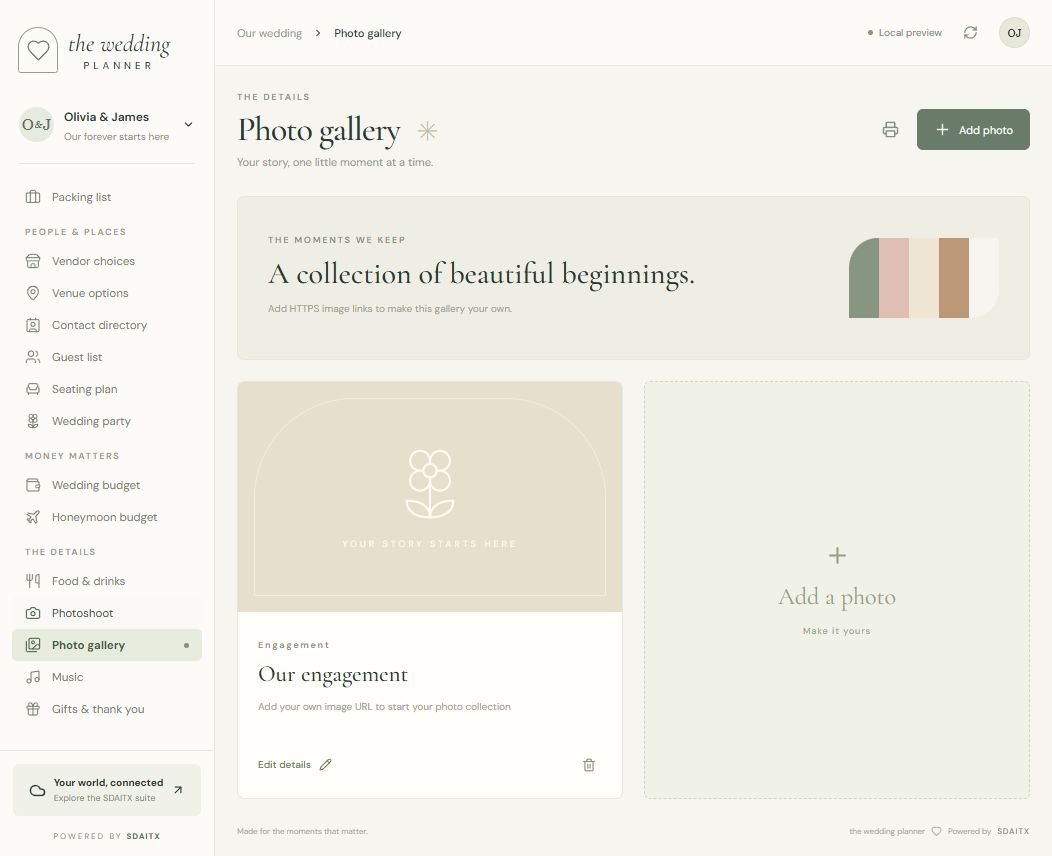 the wedding
PLANNER
O&J
Olivia & James
Our forever starts here
Packing list
PEOPLE & PLACES
Vendor choices
Venue options
Contact directory
Guest list
Seating plan
Wedding party
MONEY MATTERS
Wedding budget
Honeymoon budget
THE DETAILS
Food & drinks
Photoshoot
Photo gallery
Music
Gifts & thank you
Your world, connected
Explore the SDAITX suite
POWERED BY SDAITX
Our wedding
Photo gallery
Local preview
OJ
THE DETAILS
Photo gallery
Your story, one little moment at a time.
Add photo
THE MOMENTS WE KEEP
A collection of beautiful beginnings.
Add HTTPS image links to make this gallery your own.
YOUR STORY STARTS HERE
Engagement
Our engagement
Add your own image URL to start your photo collection
Edit details
Add a photo
Make it yours
Made for the moments that matter.
the wedding planner
Powered by SDAITX